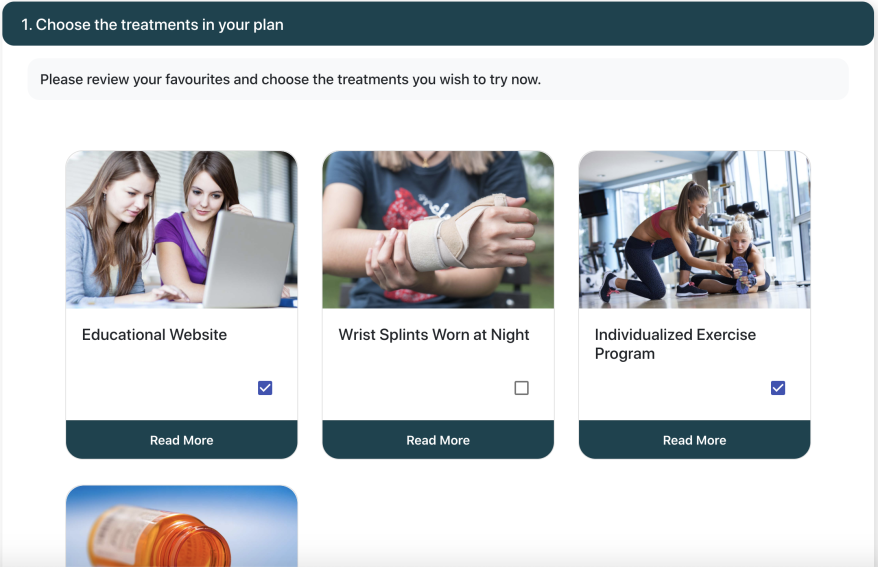 1. Choose the treatments in your plan
Please review your favourites and choose the treatments you wish to try now.
Educational Website
Wrist Splints Worn at Night
Individualized Exercise
Program
Read More
Read More
Read More